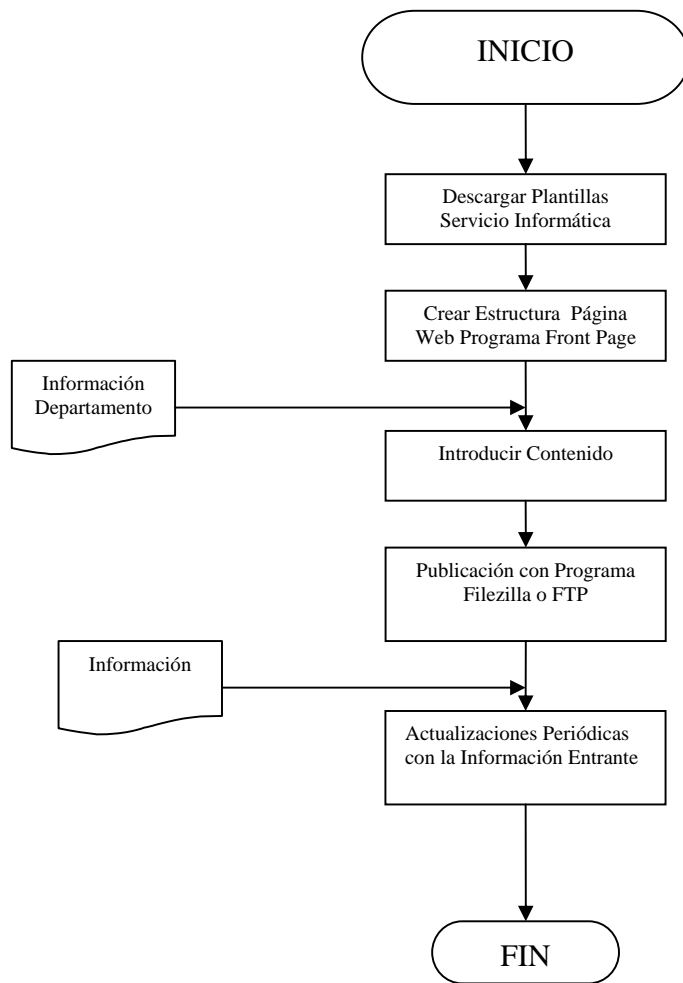 INICIO
Descargar Plantillas
Servicio Informática
Crear Estructura Página
Web Programa Front Page
Información
Departamento
Introducir Contenido
Publicación con Programa
Filezilla o FTP
Información
Actualizaciones Periódicas
con la Información Entrante
FIN